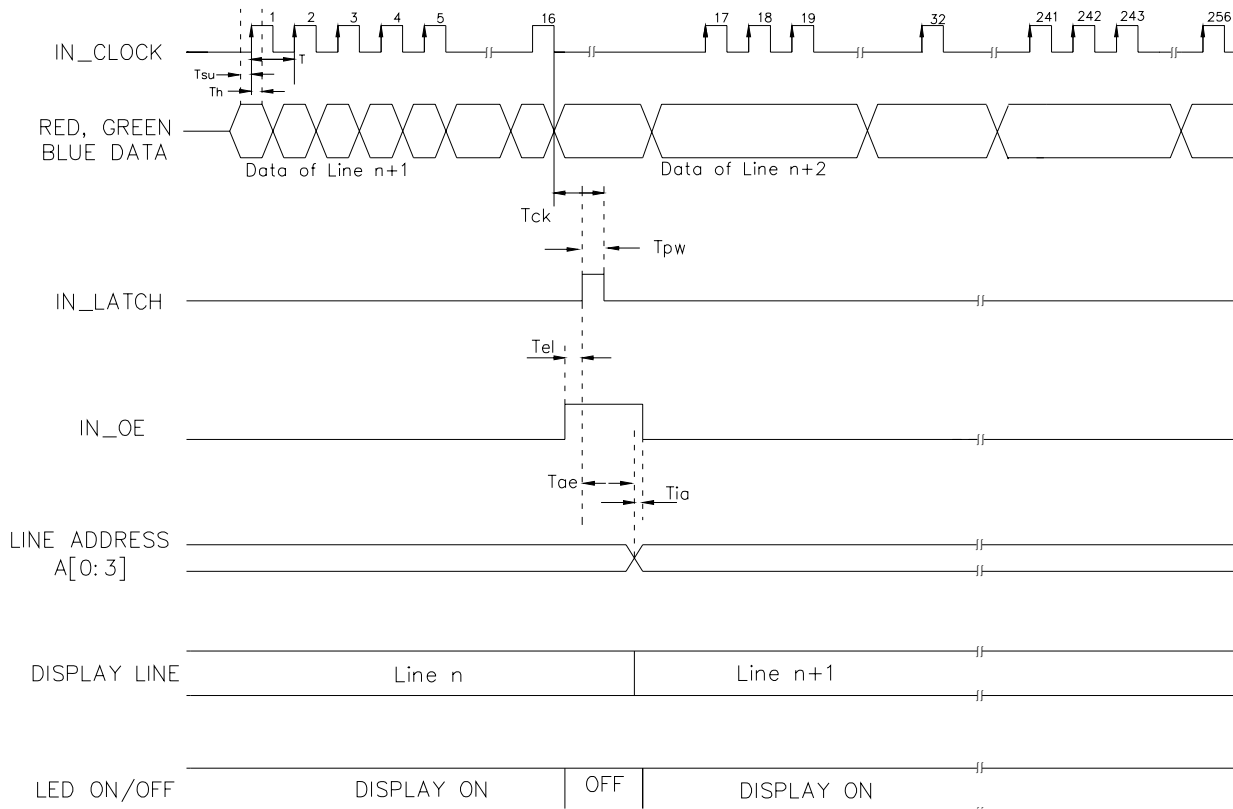 1 2 3 4 5 16 17 18 19 32 241 242 243 256
IN_CLOCK
T
Tsu
Th
RED, GREEN
BLUE DATA
Data of Line n+1
Data of Line n+2
Tck
Tpw
IN_LATCH
Tel
IN_OE
Tae
Tia
LINE ADDRESS
A[0:3]
DISPLAY LINE
Line n
Line n+1
LED ON/OFF
DISPLAY ON
OFF
DISPLAY ON